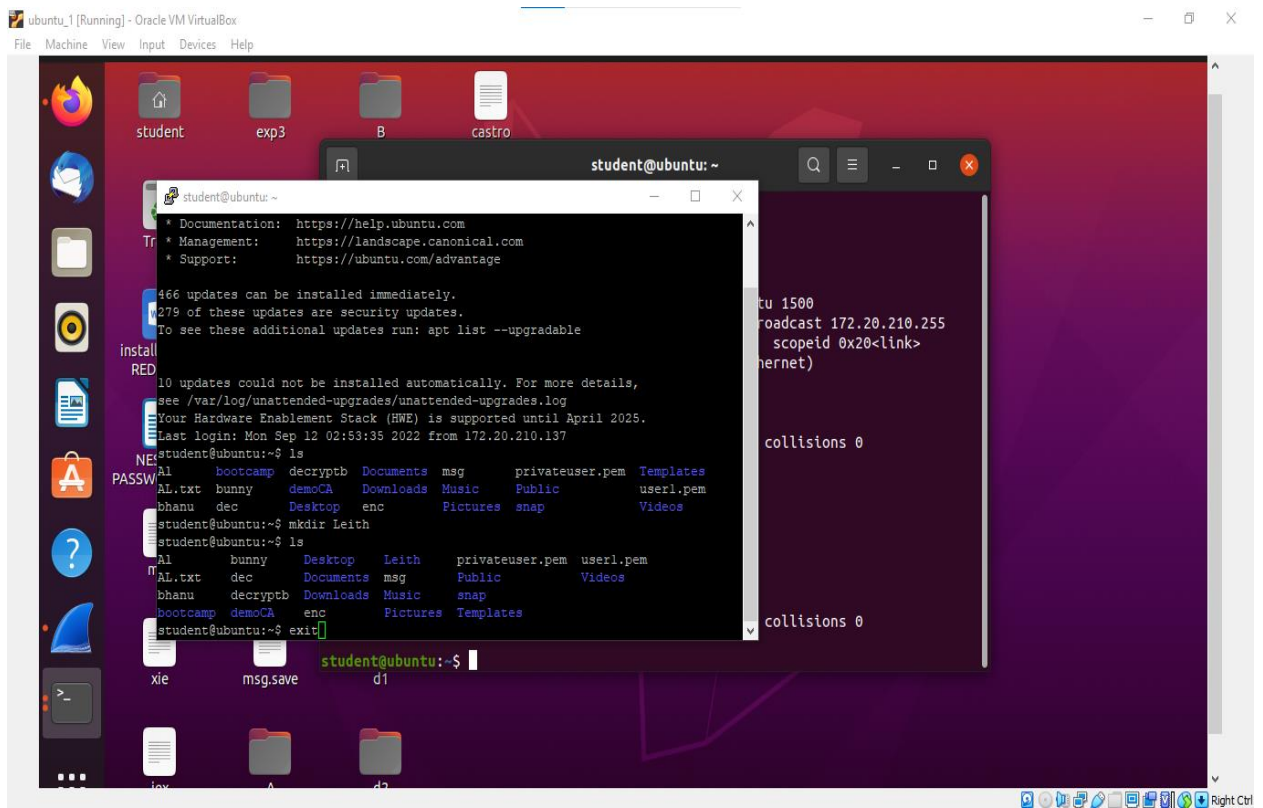 ubuntu_1 [Running] - Oracle VM VirtualBox
File Machine View Input Devices Help
student exp3 B castro
student@ubuntu: ~
student@ubuntu: ~
* Documentation: https://help.ubuntu.com
* Management: https://landscape.canonical.com
* Support: https://ubuntu.com/advantage
466 updates can be installed immediately.
279 of these updates are security updates.
To see these additional updates run: apt list --upgradable
10 updates could not be installed automatically. For more details,
see /var/log/unattended-upgrades/unattended-upgrades.log
Your Hardware Enablement Stack (HWE) is supported until April 2025.
Last login: Mon Sep 12 02:53:35 2022 from 172.20.210.137
student@ubuntu:~$ ls
A1 bootcamp decryptb Documents msg privateuser.pem Templates
AL.txt bunny demoCA Downloads Music Public user1.pem
bhanu dec Desktop enc Pictures snap Videos
student@ubuntu:~$ mkdir Leith
student@ubuntu:~$ ls
A1 bunny Desktop Leith privateuser.pem user1.pem
AL.txt dec Documents msg Public Videos
bhanu decryptb Downloads Music snap
bootcamp demoCA enc Pictures Templates
student@ubuntu:~$ exit
tu 1500
roadcast 172.20.210.255
scopeid 0x20<link>
hernet)
collisions 0
collisions 0
student@ubuntu:~$
Tr
install
RED
NES
PASSW
m
xie msg.save d1
A d2
Right Ctrl